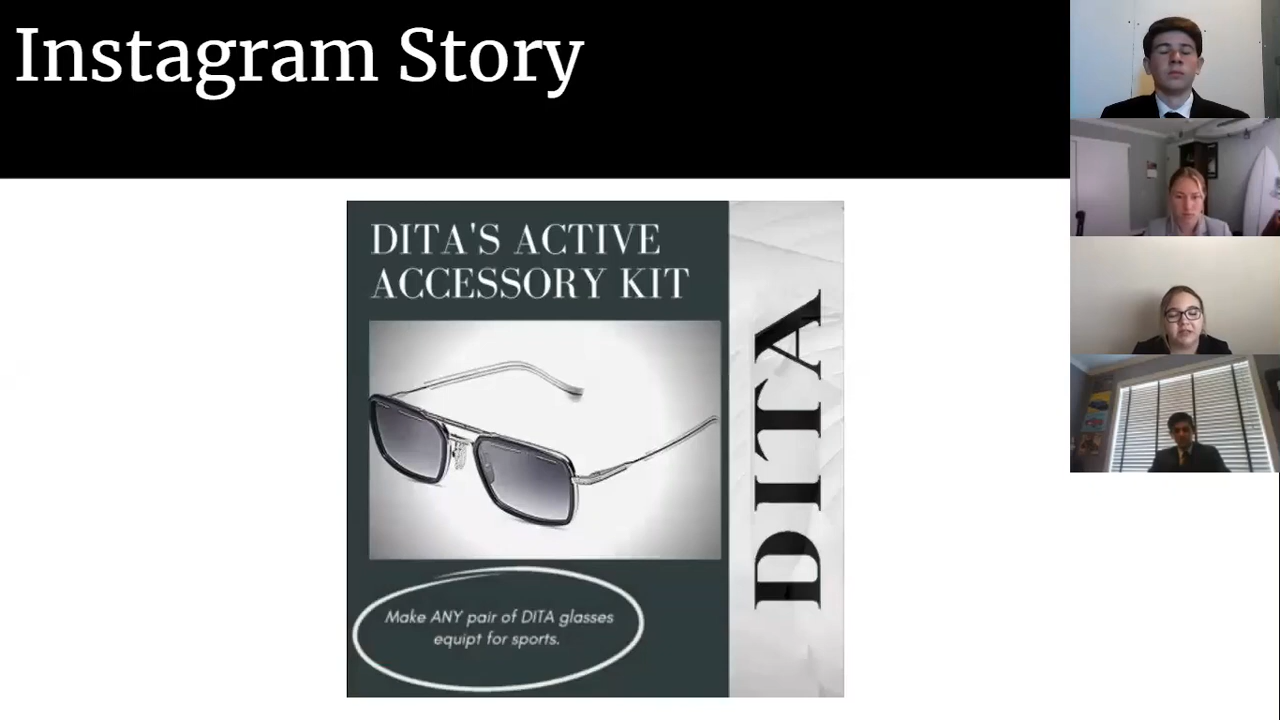 Instagram Story
DITA'S ACTIVE
ACCESSORY KIT
DITA
Make ANY pair of DITA glasses
equipt for sports.